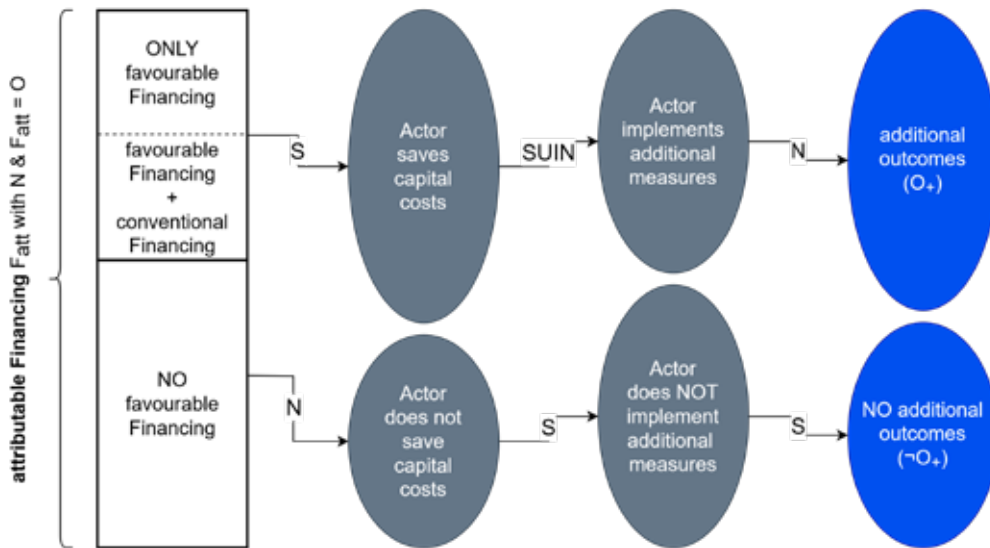 attributable Financing F_att with N & F_att = O
ONLY
favourable
Financing
favourable
Financing
+
conventional
Financing
S
Actor
saves
capital
costs
SUIN
Actor
implements
additional
measures
N
additional
outcomes
(O₊)
NO
favourable
Financing
N
Actor
does not
save
capital
costs
S
Actor
does NOT
implement
additional
measures
S
NO additional
outcomes
(¬O₊)